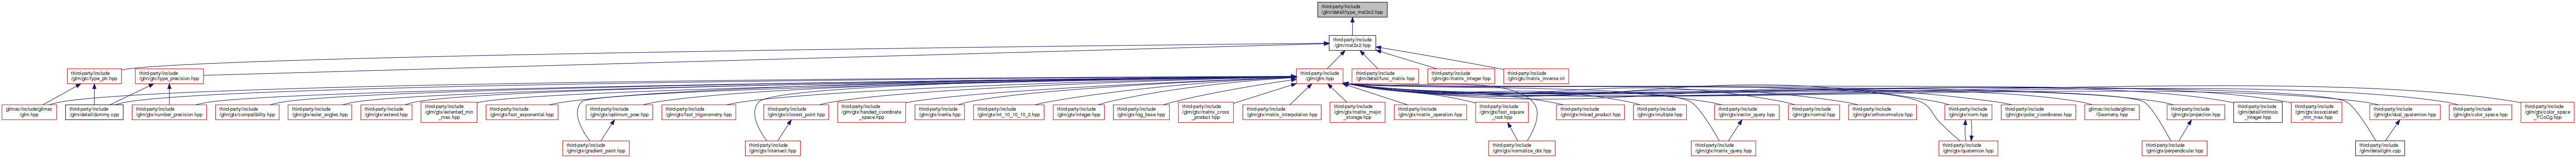 third-party/include
/glm/detail/type_mat2x2.hpp
third-party/include
/glm/mat2x2.hpp
third-party/include
/glm/gtc/type_ptr.hpp
third-party/include
/glm/gtc/type_precision.hpp
third-party/include
/glm/glm.hpp
third-party/include
/glm/detail/func_matrix.hpp
third-party/include
/glm/gtc/matrix_integer.hpp
third-party/include
/glm/gtc/matrix_inverse.inl
glimac/include/glimac
/glm.hpp
third-party/include
/glm/detail/dummy.cpp
third-party/include
/glm/gtx/number_precision.hpp
third-party/include
/glm/gtx/compatibility.hpp
third-party/include
/glm/gtx/euler_angles.hpp
third-party/include
/glm/gtx/extend.hpp
third-party/include
/glm/gtx/extented_min
_max.hpp
third-party/include
/glm/gtx/fast_exponential.hpp
third-party/include
/glm/gtx/optimum_pow.hpp
third-party/include
/glm/gtx/fast_trigonometry.hpp
third-party/include
/glm/gtx/closest_point.hpp
third-party/include
/glm/gtx/handed_coordinate
_space.hpp
third-party/include
/glm/gtx/inertia.hpp
third-party/include
/glm/gtx/int_10_10_10_2.hpp
third-party/include
/glm/gtx/integer.hpp
third-party/include
/glm/gtx/log_base.hpp
third-party/include
/glm/gtx/matrix_cross
_product.hpp
third-party/include
/glm/gtx/matrix_interpolation.hpp
third-party/include
/glm/gtx/matrix_major
_storage.hpp
third-party/include
/glm/gtx/matrix_operation.hpp
third-party/include
/glm/gtx/fast_square
_root.hpp
third-party/include
/glm/gtx/mixed_product.hpp
third-party/include
/glm/gtx/multiple.hpp
third-party/include
/glm/gtx/vector_query.hpp
third-party/include
/glm/gtx/normal.hpp
third-party/include
/glm/gtx/orthonormalize.hpp
third-party/include
/glm/gtx/norm.hpp
third-party/include
/glm/gtx/polar_coordinates.hpp
glimac/include/glimac
/Geometry.hpp
third-party/include
/glm/gtx/projection.hpp
third-party/include
/glm/detail/intrinsic
_integer.hpp
third-party/include
/glm/gtx/associated
_min_max.hpp
third-party/include
/glm/gtx/dual_quaternion.hpp
third-party/include
/glm/gtx/color_space.hpp
third-party/include
/glm/gtx/color_space
_YCoCg.hpp
third-party/include
/glm/gtx/gradient_paint.hpp
third-party/include
/glm/gtx/intersect.hpp
third-party/include
/glm/gtx/normalize_dot.hpp
third-party/include
/glm/gtx/matrix_query.hpp
third-party/include
/glm/gtx/quaternion.hpp
third-party/include
/glm/gtx/perpendicular.hpp
third-party/include
/glm/detail/glm.cpp